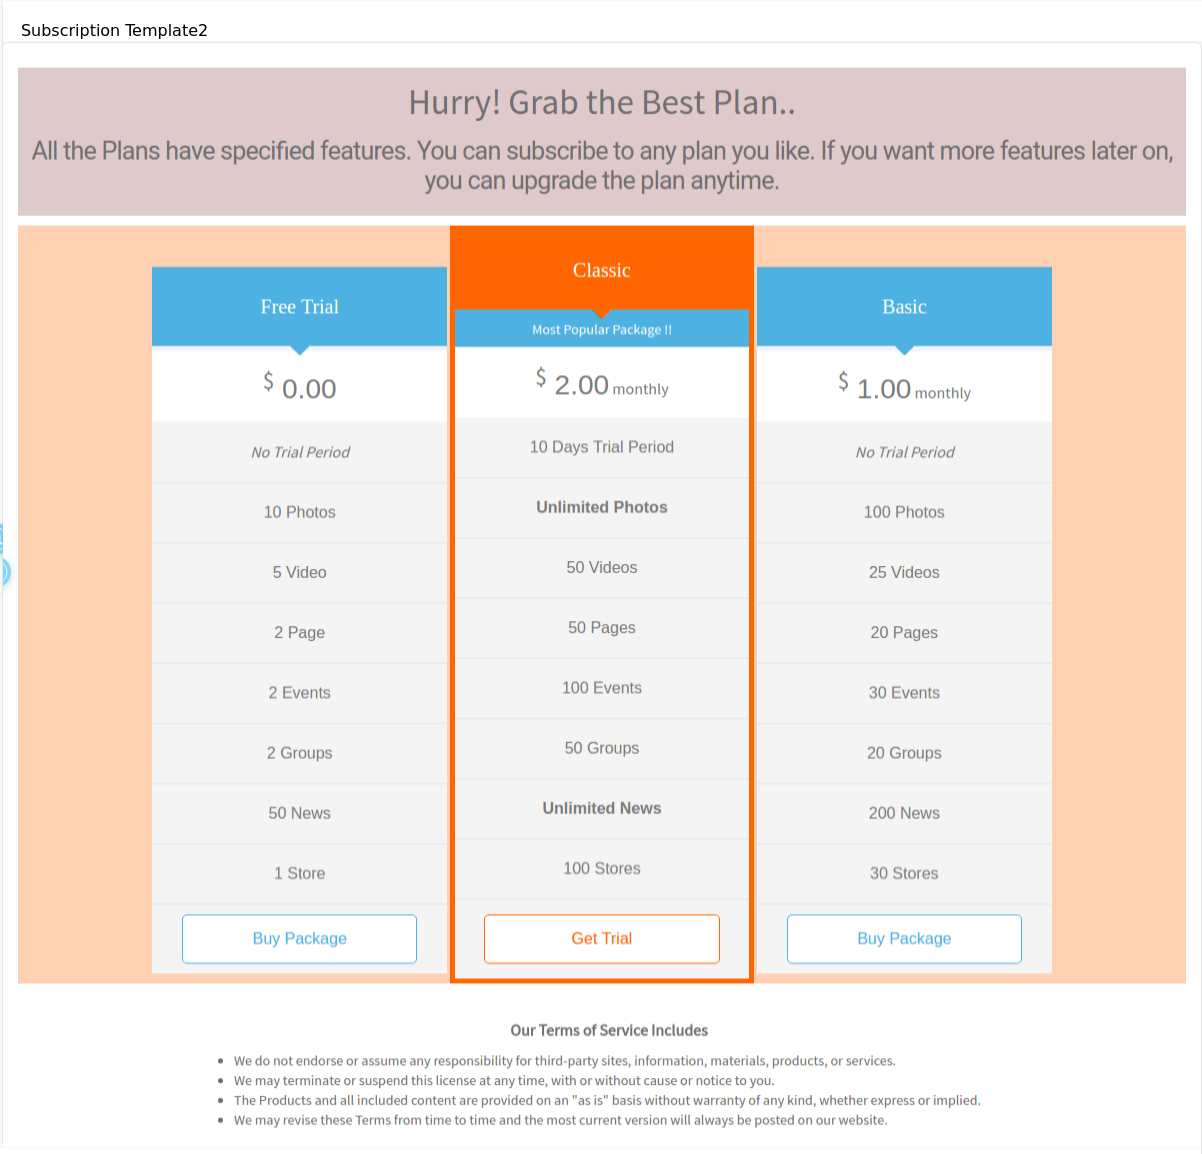 Subscription Template2
Hurry! Grab the Best Plan..
All the Plans have specified features. You can subscribe to any plan you like. If you want more features later on,
you can upgrade the plan anytime.
Free Trial
$ 0.00
No Trial Period
10 Photos
5 Video
2 Page
2 Events
2 Groups
50 News
1 Store
Buy Package
Classic
Most Popular Package !!
$ 2.00 monthly
10 Days Trial Period
Unlimited Photos
50 Videos
50 Pages
100 Events
50 Groups
Unlimited News
100 Stores
Get Trial
Basic
$ 1.00 monthly
No Trial Period
100 Photos
25 Videos
20 Pages
30 Events
20 Groups
200 News
30 Stores
Buy Package
Our Terms of Service Includes
• We do not endorse or assume any responsibility for third-party sites, information, materials, products, or services.
• We may terminate or suspend this license at any time, with or without cause or notice to you.
• The Products and all included content are provided on an "as is" basis without warranty of any kind, whether express or implied.
• We may revise these Terms from time to time and the most current version will always be posted on our website.